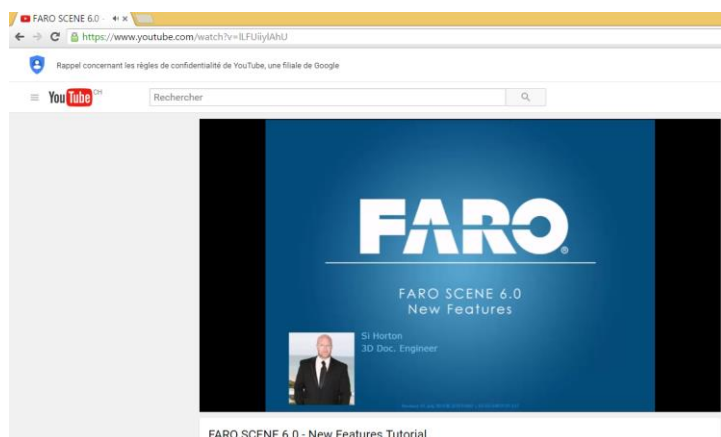 FARO SCENE 6.0 -
https://www.youtube.com/watch?v=lLFUiiylAhU
Rappel concernant les règles de confidentialité de YouTube, une filiale de Google
YouTube CH
Rechercher
FARO
FARO SCENE 6.0
New Features
Si Horton
3D Doc. Engineer
FARO SCENE 6.0 - New Features Tutorial